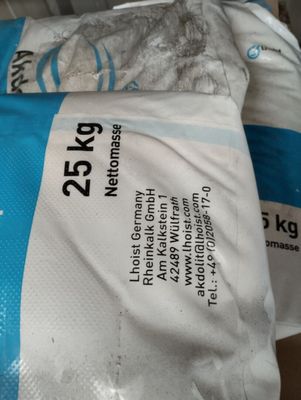 25 kg
Nettomasse
Lhoist Germany
Rheinkalk GmbH
Am Kalkstein 1
42489 Wülfrath
www.lhoist.com
akdolit@lhoist.com
Tel.: +49(0)2058-17-0
5 kg
tomasse